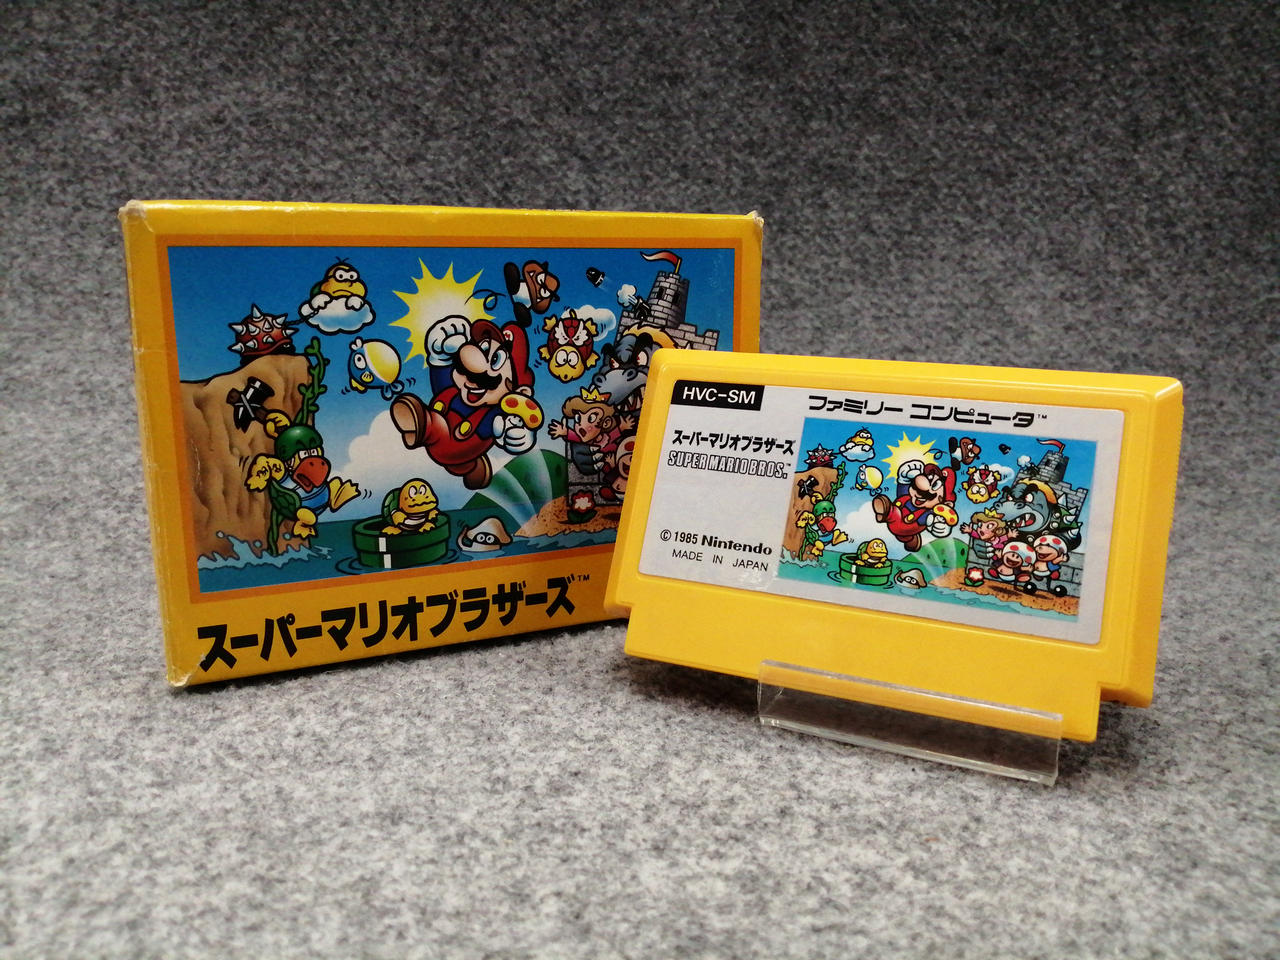 スーパーマリオブラザーズ™
HVC-SM
ファミリー コンピュータ™
スーパーマリオブラザーズ
SUPER MARIO BROS.™
© 1985 Nintendo
MADE IN JAPAN